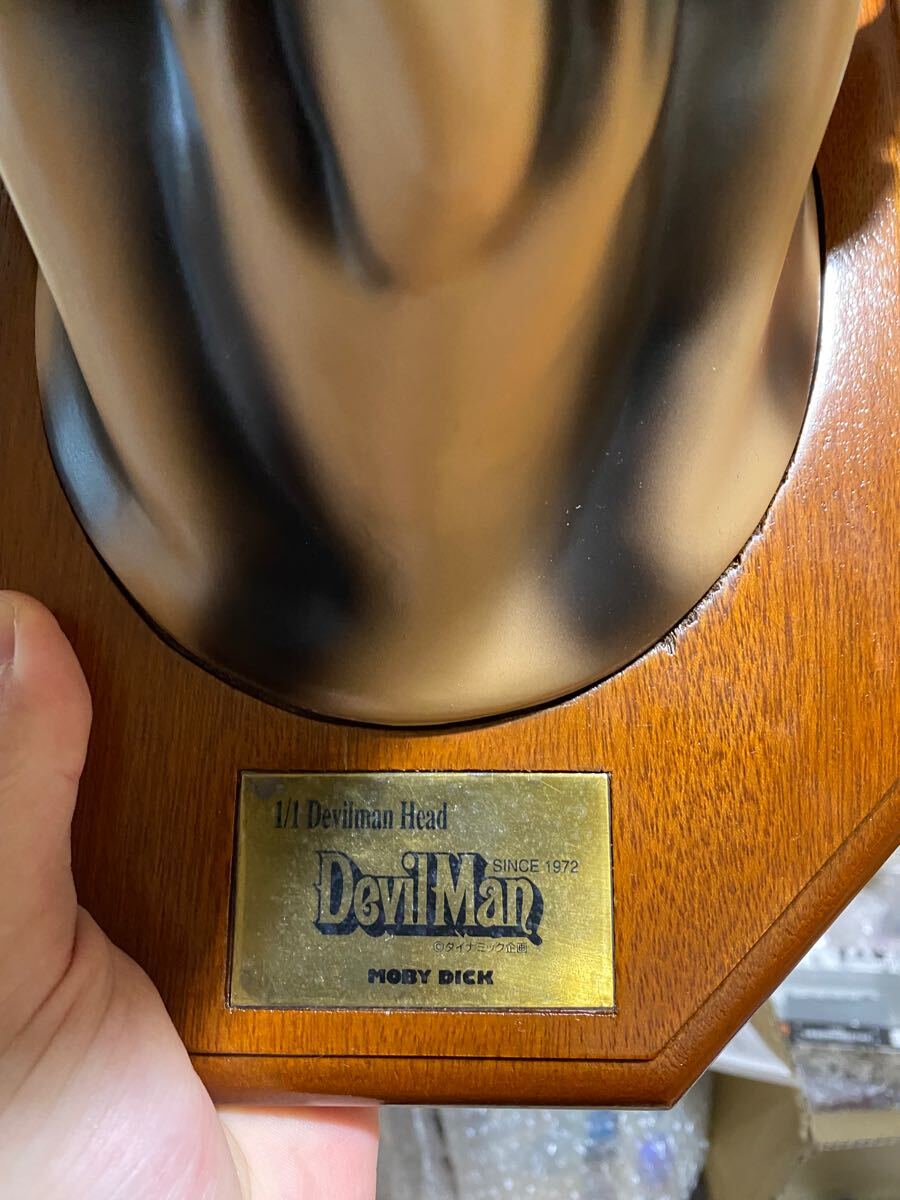 1/1 Devilman Head
SINCE 1972
DevilMan
©ダイナミック企画
MOBY DICK